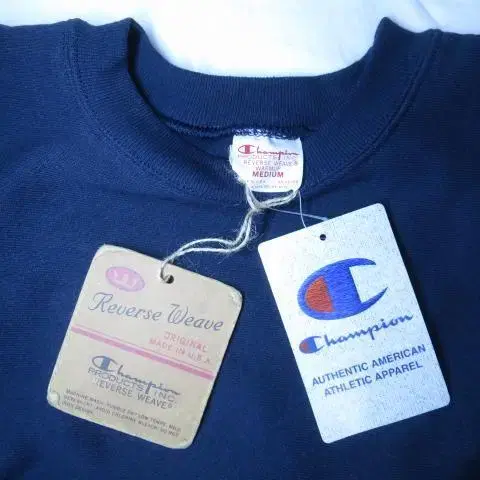 Champion
PRODUCTS INC.
REVERSE WEAVE®
WARMUP
MEDIUM
Reverse Weave
ORIGINAL
MADE IN U.S.A.
Champion
PRODUCTS INC.
REVERSE WEAVE®
Champion
AUTHENTIC AMERICAN
ATHLETIC APPAREL